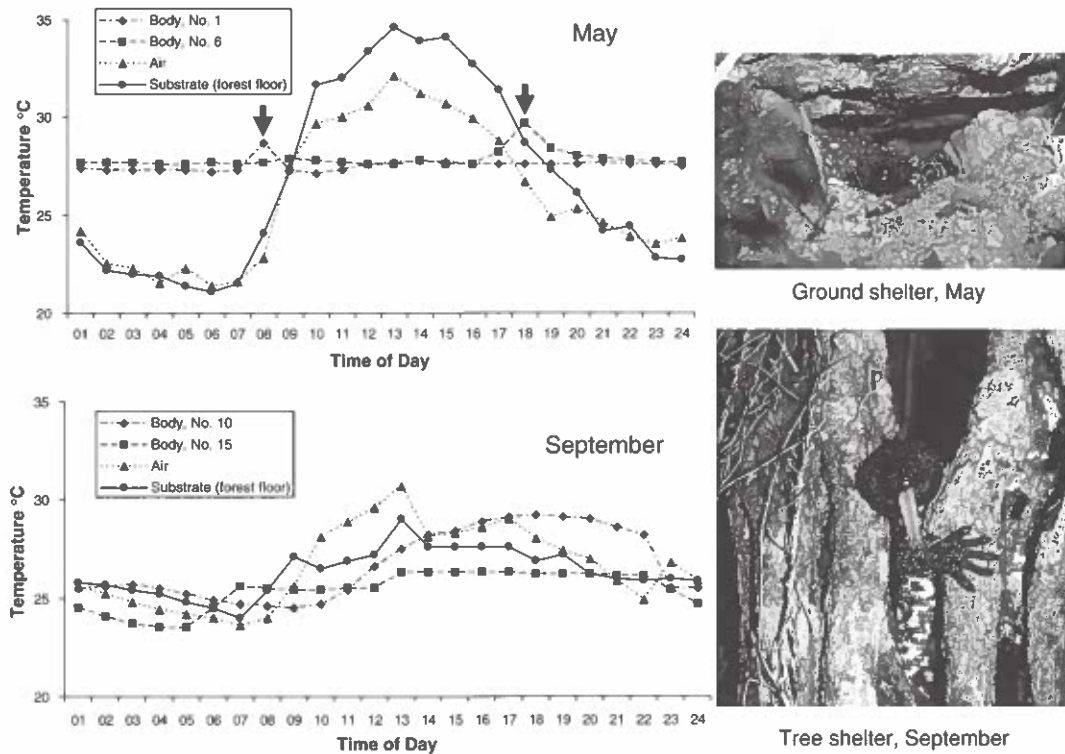 35
30
25
20
Temperature °C
Body, No. 1
Body, No. 6
Air
Substrate (forest floor)
May
01 02 03 04 05 06 07 08 09 10 11 12 13 14 15 16 17 18 19 20 21 22 23 24
Time of Day
Ground shelter, May
35
30
25
20
Temperature °C
Body, No. 10
Body, No. 15
Air
Substrate (forest floor)
September
01 02 03 04 05 06 07 08 09 10 11 12 13 14 15 16 17 18 19 20 21 22 23 24
Time of Day
Tree shelter, September